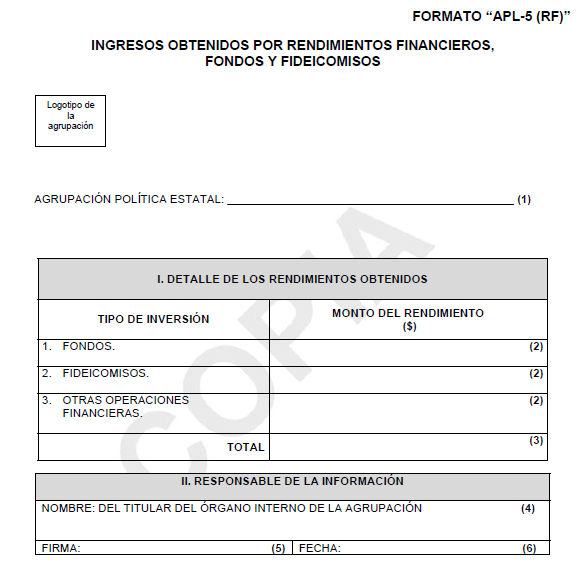 FORMATO “APL-5 (RF)”
INGRESOS OBTENIDOS POR RENDIMIENTOS FINANCIEROS,
FONDOS Y FIDEICOMISOS
Logotipo de
la
agrupación
AGRUPACIÓN POLÍTICA ESTATAL: ______________________________________________ (1)
COPIA
I. DETALLE DE LOS RENDIMIENTOS OBTENIDOS
TIPO DE INVERSIÓN
MONTO DEL RENDIMIENTO
($)
1. FONDOS. (2)
2. FIDEICOMISOS. (2)
3. OTRAS OPERACIONES (2)
FINANCIERAS.
TOTAL (3)
II. RESPONSABLE DE LA INFORMACIÓN
NOMBRE: DEL TITULAR DEL ÓRGANO INTERNO DE LA AGRUPACIÓN (4)
FIRMA: (5) FECHA: (6)